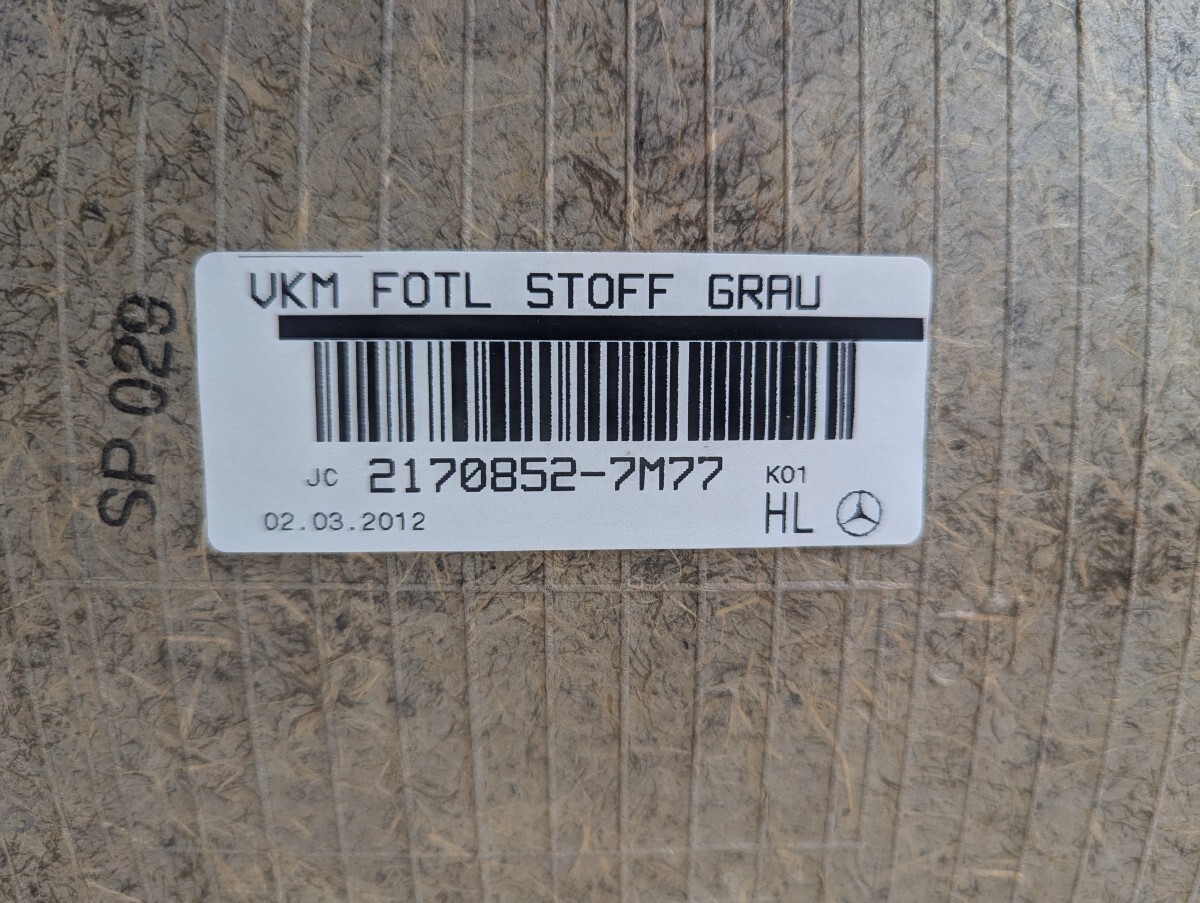 VKM FOTL STOFF GRAU
JC 2170852-7M77 K01
02.03.2012 HL
SP 029